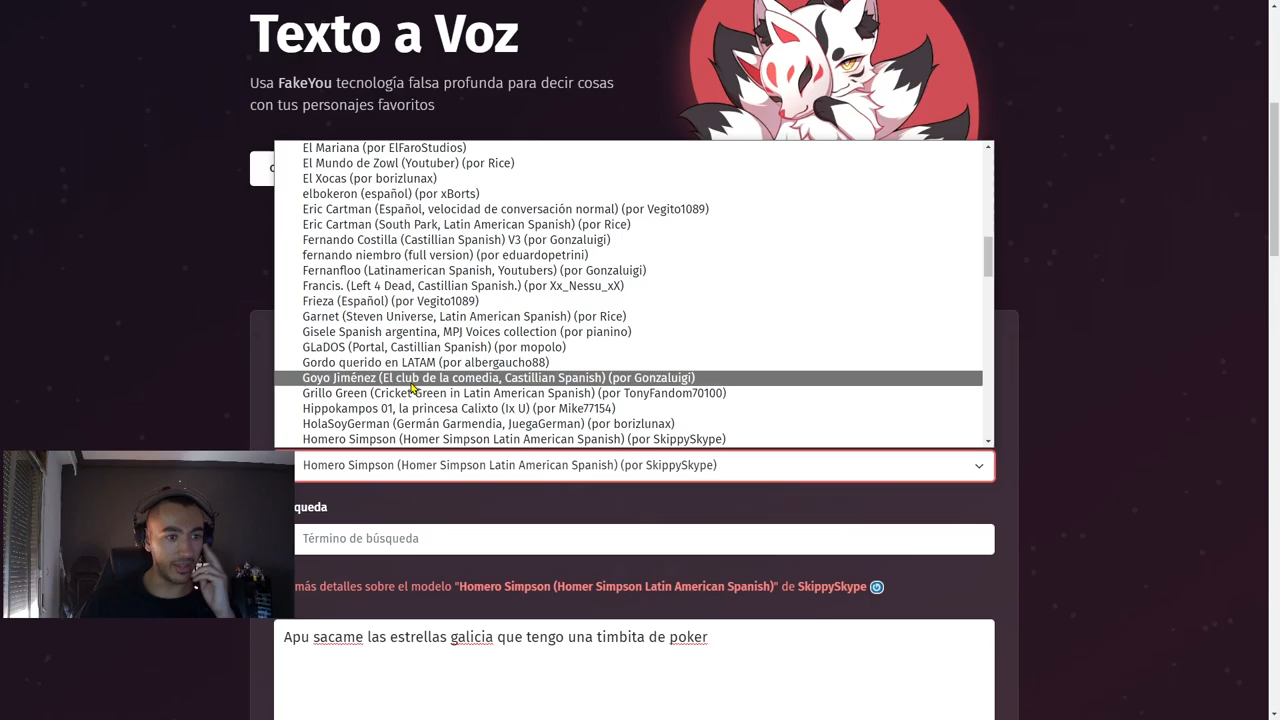 Texto a Voz
Usa FakeYou tecnología falsa profunda para decir cosas
con tus personajes favoritos
El Mariana (por ElFaroStudios)
El Mundo de Zowl (Youtuber) (por Rice)
El Xocas (por borizlunax)
elbokeron (español) (por xBorts)
Eric Cartman (Español, velocidad de conversación normal) (por Vegito1089)
Eric Cartman (South Park, Latin American Spanish) (por Rice)
Fernando Costilla (Castillian Spanish) V3 (por Gonzaluigi)
fernando niembro (full version) (por eduardopetrini)
Fernanfloo (Latinamerican Spanish, Youtubers) (por Gonzaluigi)
Francis. (Left 4 Dead, Castillian Spanish.) (por Xx_Nessu_xX)
Frieza (Español) (por Vegito1089)
Garnet (Steven Universe, Latin American Spanish) (por Rice)
Gisele Spanish argentina, MPJ Voices collection (por pianino)
GLaDOS (Portal, Castillian Spanish) (por mopolo)
Gordo querido en LATAM (por albergaucho88)
Goyo Jiménez (El club de la comedia, Castillian Spanish) (por Gonzaluigi)
Grillo Green (Cricket Green in Latin American Spanish) (por TonyFandom70100)
Hippokampos 01, la princesa Calixto (Ix U) (por Mike77154)
HolaSoyGerman (Germán Garmendia, JuegaGerman) (por borizlunax)
Homero Simpson (Homer Simpson Latin American Spanish) (por SkippySkype)
Homero Simpson (Homer Simpson Latin American Spanish) (por SkippySkype)
queda
Término de búsqueda
más detalles sobre el modelo "Homero Simpson (Homer Simpson Latin American Spanish)" de SkippySkype
Apu sacame las estrellas galicia que tengo una timbita de poker